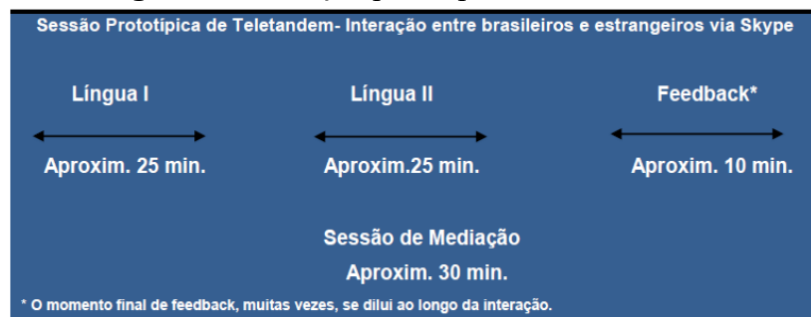 Sessão Prototípica de Teletandem- Interação entre brasileiros e estrangeiros via Skype
Língua I Língua II Feedback*
Aproxim. 25 min. Aproxim.25 min. Aproxim. 10 min.
Sessão de Mediação
Aproxim. 30 min.
* O momento final de feedback, muitas vezes, se dilui ao longo da interação.